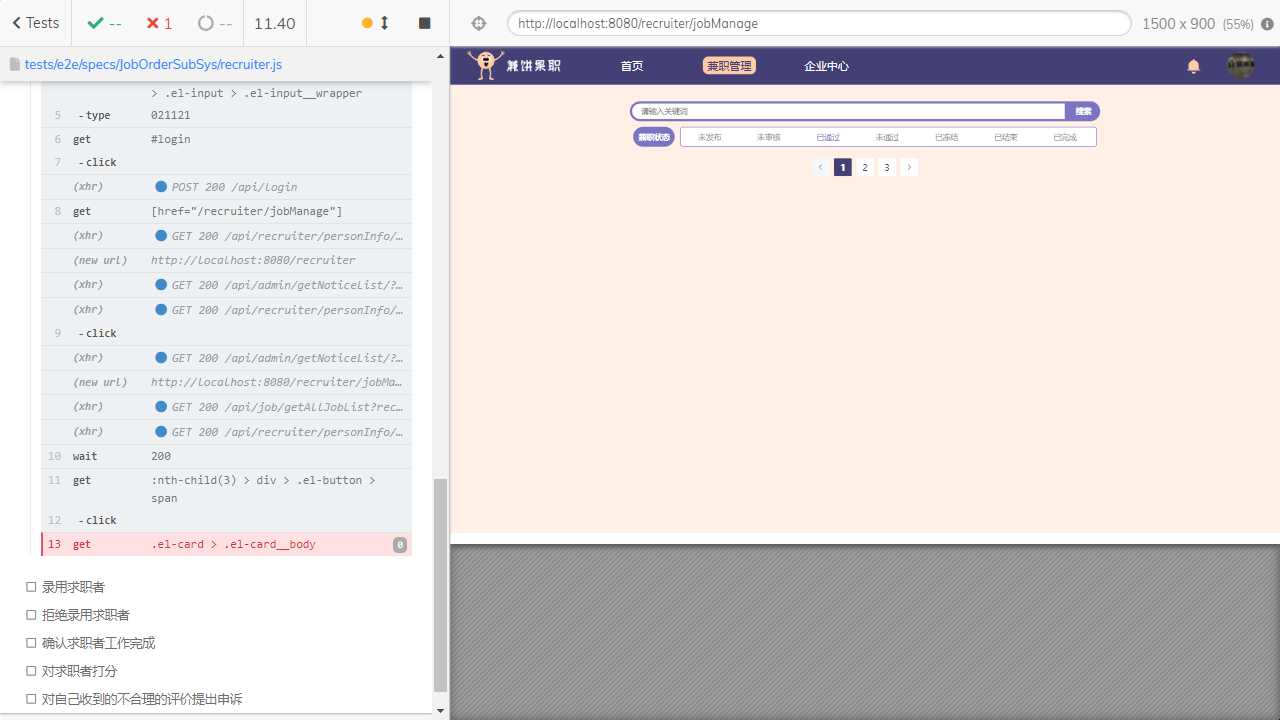 Tests
--
1
--
11.40
http://localhost:8080/recruiter/jobManage
1500 x 900 (55%)
tests/e2e/specs/JobOrderSubSys/recruiter.js
> .el-input > .el-input__wrapper
5 -type 021121
6 get #login
7 -click
(xhr) POST 200 /api/login
8 get [href="/recruiter/jobManage"]
(xhr) GET 200 /api/recruiter/personInfo/…
(new url) http://localhost:8080/recruiter
(xhr) GET 200 /api/admin/getNoticeList/?…
(xhr) GET 200 /api/recruiter/personInfo/…
9 -click
(xhr) GET 200 /api/admin/getNoticeList/?…
(new url) http://localhost:8080/recruiter/jobMa…
(xhr) GET 200 /api/job/getAllJobList?rec…
(xhr) GET 200 /api/recruiter/personInfo/…
10 wait 200
11 get :nth-child(3) > div > .el-button >
span
12 -click
13 get .el-card > .el-card__body 0
录用求职者
拒绝录用求职者
确认求职者工作完成
对求职者打分
对自己收到的不合理的评价提出申诉
兼饼果职 首页 兼职管理 企业中心
请输入关键词 搜索
兼职状态 未发布 未审核 已通过 未通过 已冻结 已结束 已完成
1 2 3